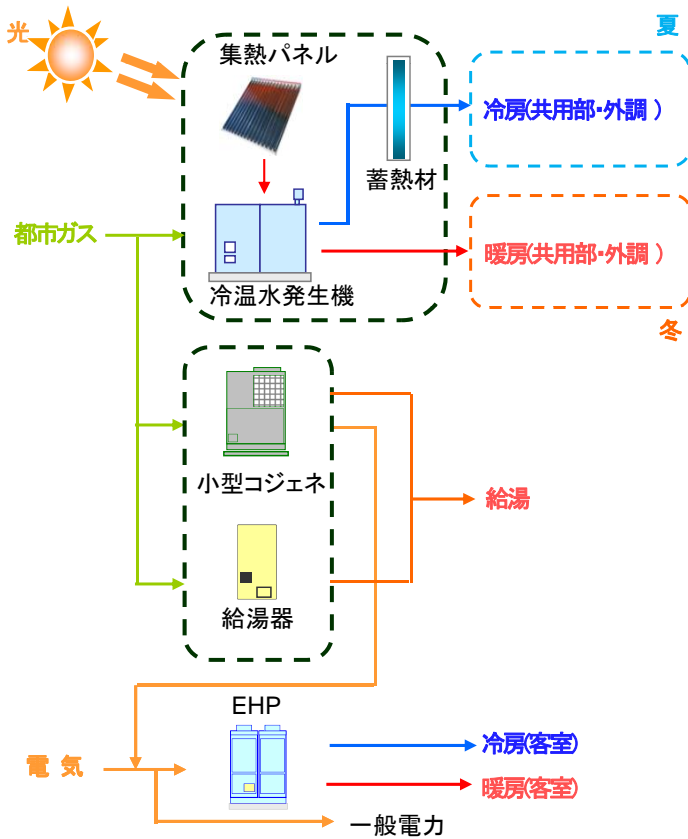 光
集熱パネル
夏
冷房(共用部・外調 )
蓄熱材
都市ガス
暖房(共用部・外調 )
冷温水発生機
冬
小型コジェネ
給湯
給湯器
EHP
冷房(客室)
電 気
暖房(客室)
一般電力